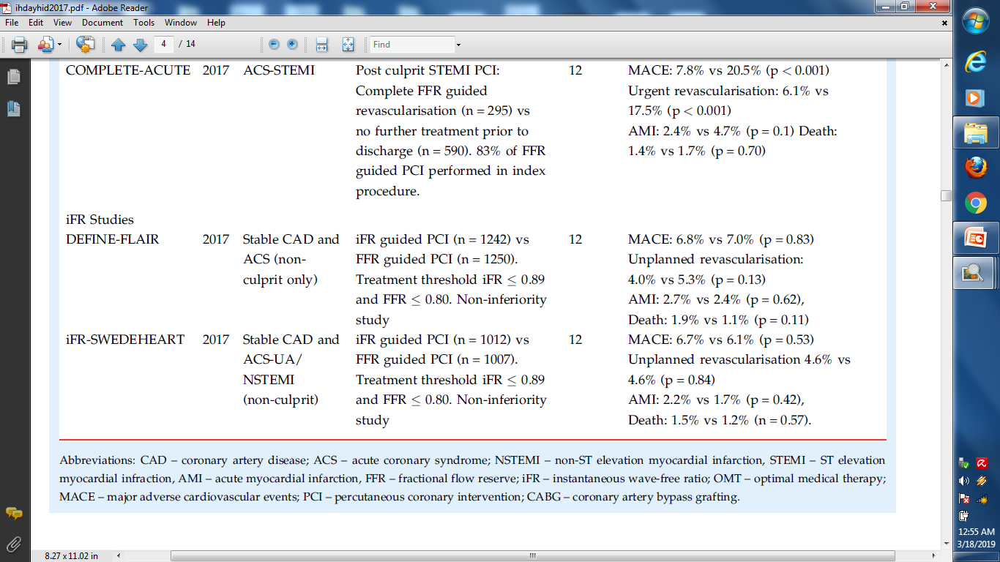 ihdayhid2017.pdf - Adobe Reader
File Edit View Document Tools Window Help
4 / 14 Find
COMPLETE-ACUTE 2017 ACS-STEMI Post culprit STEMI PCI: 12 MACE: 7.8% vs 20.5% (p < 0.001)
Complete FFR guided Urgent revascularisation: 6.1% vs
revascularisation (n = 295) vs 17.5% (p < 0.001)
no further treatment prior to AMI: 2.4% vs 4.7% (p = 0.1) Death:
discharge (n = 590). 83% of FFR 1.4% vs 1.7% (p = 0.70)
guided PCI performed in index
procedure.
iFR Studies
DEFINE-FLAIR 2017 Stable CAD and iFR guided PCI (n = 1242) vs 12 MACE: 6.8% vs 7.0% (p = 0.83)
ACS (non- FFR guided PCI (n = 1250). Unplanned revascularisation:
culprit only) Treatment threshold iFR ≤ 0.89 4.0% vs 5.3% (p = 0.13)
and FFR ≤ 0.80. Non-inferiority AMI: 2.7% vs 2.4% (p = 0.62),
study Death: 1.9% vs 1.1% (p = 0.11)
iFR-SWEDEHEART 2017 Stable CAD and iFR guided PCI (n = 1012) vs 12 MACE: 6.7% vs 6.1% (p = 0.53)
ACS-UA/ FFR guided PCI (n = 1007). Unplanned revascularisation 4.6% vs
NSTEMI Treatment threshold iFR ≤ 0.89 4.6% (p = 0.84)
(non-culprit) and FFR ≤ 0.80. Non-inferiority AMI: 2.2% vs 1.7% (p = 0.42),
study Death: 1.5% vs 1.2% (n = 0.57).
Abbreviations: CAD – coronary artery disease; ACS – acute coronary syndrome; NSTEMI – non-ST elevation myocardial infarction, STEMI – ST elevation
myocardial infraction, AMI – acute myocardial infarction, FFR – fractional flow reserve; iFR – instantaneous wave-free ratio; OMT – optimal medical therapy;
MACE – major adverse cardiovascular events; PCI – percutaneous coronary intervention; CABG – coronary artery bypass grafting.
8.27 x 11.02 in
12:55 AM
3/18/2019